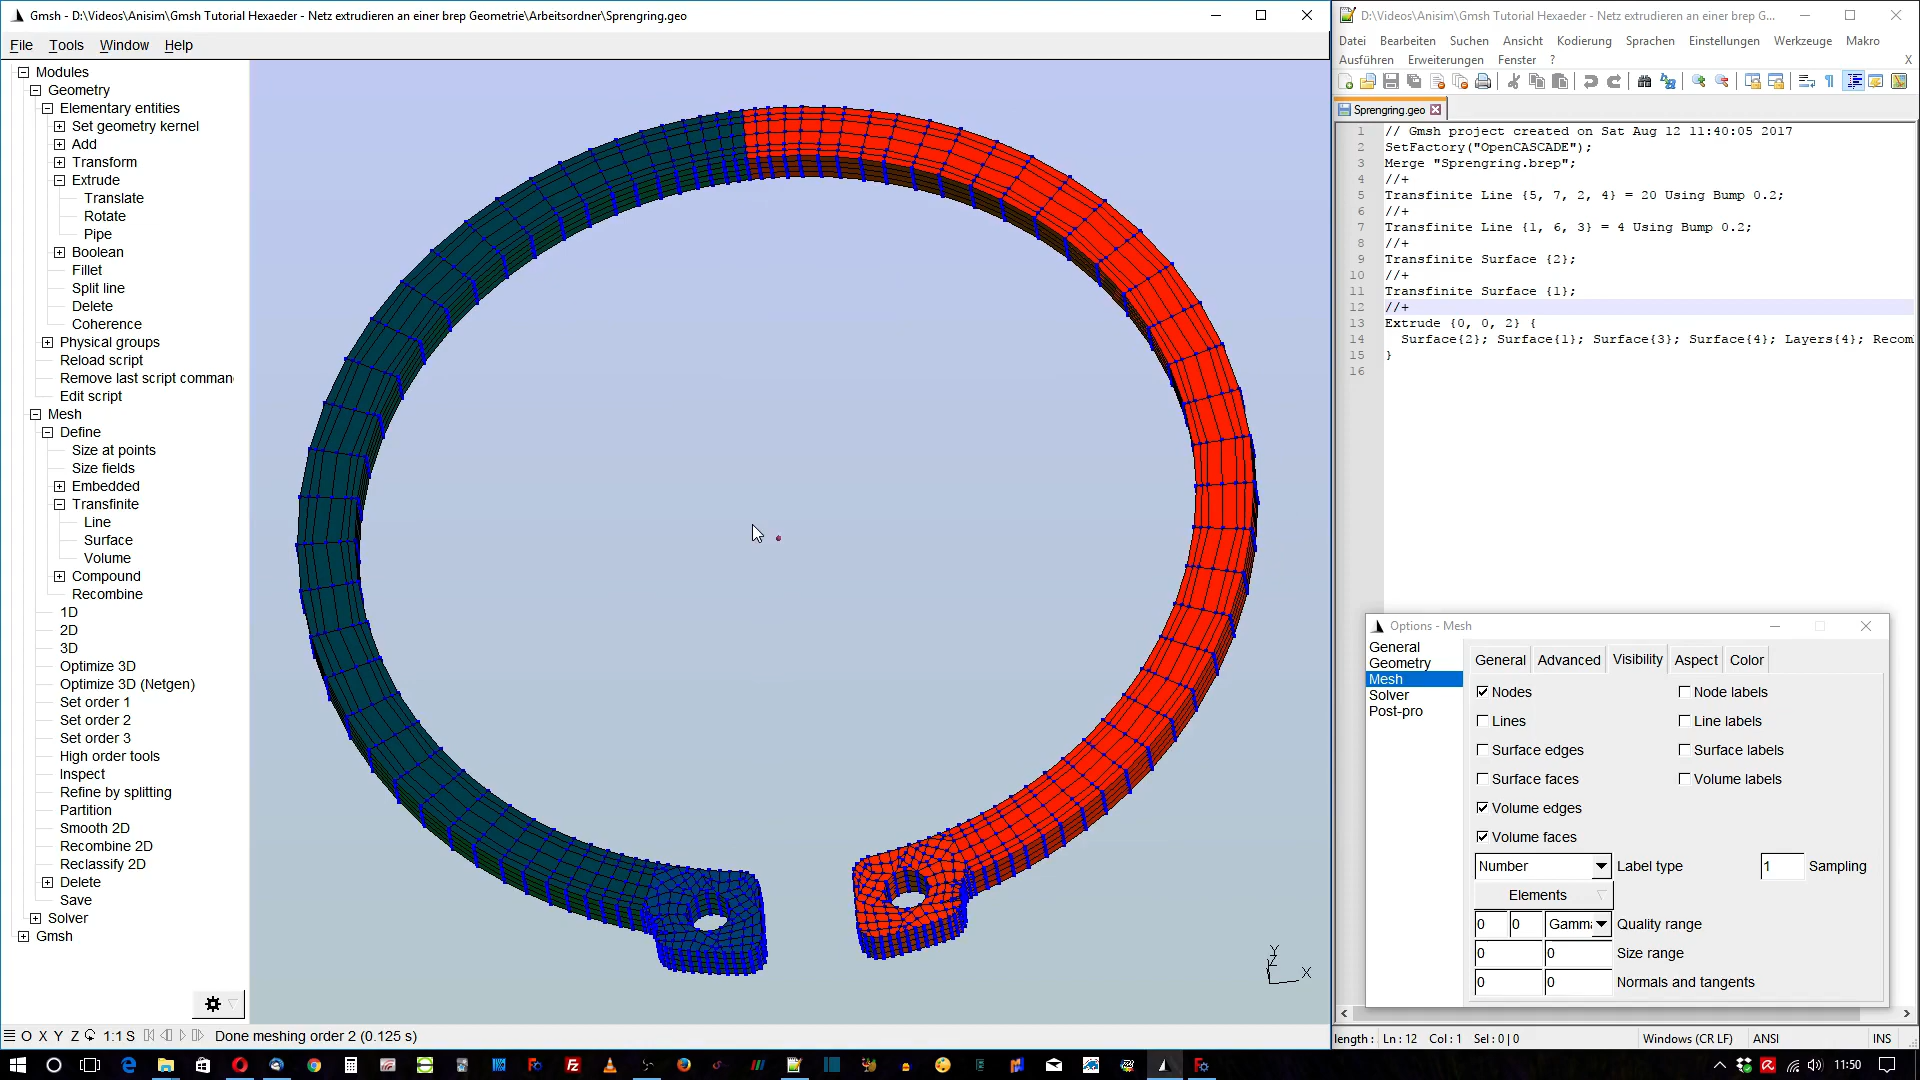 Gmsh - D:\Videos\Anisim\Gmsh Tutorial Hexaeder - Netz extrudieren an einer brep Geometrie\Arbeitsordner\Sprengring.geo
File Tools Window Help
Modules
Geometry
Elementary entities
Set geometry kernel
Add
Transform
Extrude
Translate
Rotate
Pipe
Boolean
Fillet
Split line
Delete
Coherence
Physical groups
Reload script
Remove last script comman
Edit script
Mesh
Define
Size at points
Size fields
Embedded
Transfinite
Line
Surface
Volume
Compound
Recombine
1D
2D
3D
Optimize 3D
Optimize 3D (Netgen)
Set order 1
Set order 2
Set order 3
High order tools
Inspect
Refine by splitting
Partition
Smooth 2D
Recombine 2D
Reclassify 2D
Delete
Save
Solver
Gmsh
Y
Z
X
O X Y Z 1:1 S Done meshing order 2 (0.125 s)
D:\Videos\Anisim\Gmsh Tutorial Hexaeder - Netz extrudieren an einer brep G...
Datei Bearbeiten Suchen Ansicht Kodierung Sprachen Einstellungen Werkzeuge Makro
Ausführen Erweiterungen Fenster ? X
Sprengring.geo
1 // Gmsh project created on Sat Aug 12 11:40:05 2017
2 SetFactory("OpenCASCADE");
3 Merge "Sprengring.brep";
4 //+
5 Transfinite Line {5, 7, 2, 4} = 20 Using Bump 0.2;
6 //+
7 Transfinite Line {1, 6, 3} = 4 Using Bump 0.2;
8 //+
9 Transfinite Surface {2};
10 //+
11 Transfinite Surface {1};
12 //+
13 Extrude {0, 0, 2} {
14 Surface{2}; Surface{1}; Surface{3}; Surface{4}; Layers{4}; Recom
15 }
16
Options - Mesh
General
Geometry
Mesh
Solver
Post-pro
General Advanced Visibility Aspect Color
Nodes Node labels
Lines Line labels
Surface edges Surface labels
Surface faces Volume labels
Volume edges
Volume faces
Number Label type 1 Sampling
Elements
0 0 Gamma Quality range
0 0 Size range
0 0 Normals and tangents
length : Ln : 12 Col : 1 Sel : 0 | 0 Windows (CR LF) ANSI INS
11:50